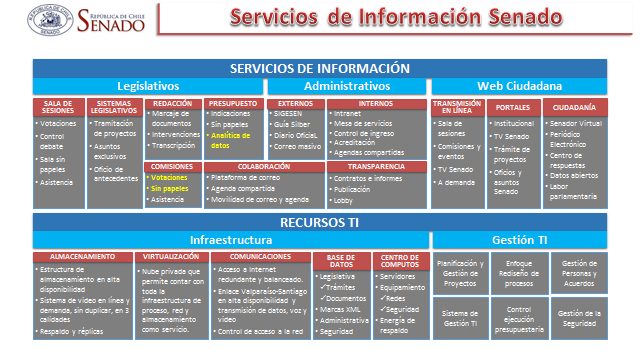 REPÚBLICA DE CHILE
SENADO
REPÚBLICA DE CHILE
SENADO
Servicios de Información Senado
SERVICIOS DE INFORMACIÓN
Legislativos
Administrativos
Web Ciudadana
SALA DE
SESIONES
• Votaciones
• Control
debate
• Sala sin
papeles
• Asistencia
SISTEMAS
LEGISLATIVOS
• Tramitación
de proyectos
• Asuntos
exclusivos
• Oficio de
antecedentes
REDACCIÓN
• Marcaje de
documentos
• Intervenciones
• Transcripción
PRESUPUESTO
• Indicaciones
• Sin papeles
• Analítica de
datos
EXTERNOS
• SIGESEN
• Guía Silber
• Diario Oficial
• Correo masivo
INTERNOS
• Intranet
• Mesa de servicios
• Control de ingreso
• Acreditación
• Agendas compartidas
TRANSMISIÓN
EN LÍNEA
• Sala de
sesiones
• Comisiones y
eventos
• TV Senado
• A demanda
PORTALES
• Institucional
• TV Senado
• Trámite de
proyectos
• Oficios y
asuntos
Senado
CIUDADANÍA
• Senador Virtual
• Periódico
Electrónico
• Centro de
respuestas
• Datos abiertos
• Labor
parlamentaria
COMISIONES
• Votaciones
• Sin papeles
• Asistencia
COLABORACIÓN
• Plataforma de correo
• Agenda compartida
• Movilidad de correo y agenda
TRANSPARENCIA
• Contratos e informes
• Publicación
• Lobby
RECURSOS TI
Infraestructura
Gestión TI
ALMACENAMIENTO
• Estructura de
almacenamiento en alta
disponibilidad
• Sistema de video en línea y
demanda, sin duplicar, en 3
calidades
• Respaldo y réplicas
VIRTUALIZACIÓN
• Nube privada que
permite contar con
toda la
infraestructura de
proceso, red y
almacenamiento
como servicio.
COMUNICACIONES
• Acceso a Internet
redundante y balanceado.
• Enlace Valparaíso-Santiago
en alta disponibilidad y
transmisión de datos, voz y
video
• Control de acceso a la red
BASE DE
DATOS
• Legislativa
✓Trámites
✓Documentos
• Marcas XML
• Administrativa
• Seguridad
CENTRO DE
COMPUTOS
• Servidores
• Equipamiento
✓Redes
✓Seguridad
• Energía de
respaldo
Planificación y
Gestión de
Proyectos
Enfoque
Rediseño de
procesos
Gestión de
Personas y
Acuerdos
Sistema de
Gestión TI
Control
ejecución
presupuestaria
Gestión de la
Seguridad